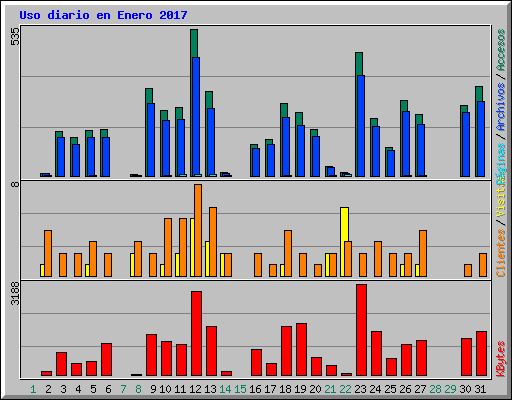 Uso diario en Enero 2017
535
8
3188
Accesos / Archivos / Páginas
Visitas / Clientes
KBytes
1 2 3 4 5 6 7 8 9 10 11 12 13 14 15 16 17 18 19 20 21 22 23 24 25 26 27 28 29 30 31